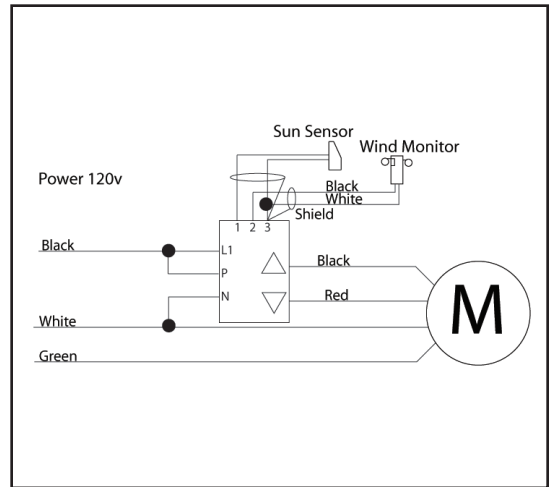 Sun Sensor
Wind Monitor
Power 120v
Black
White
Shield
1 2 3
Black
L1
Black
P
Red
N
White
Green
M